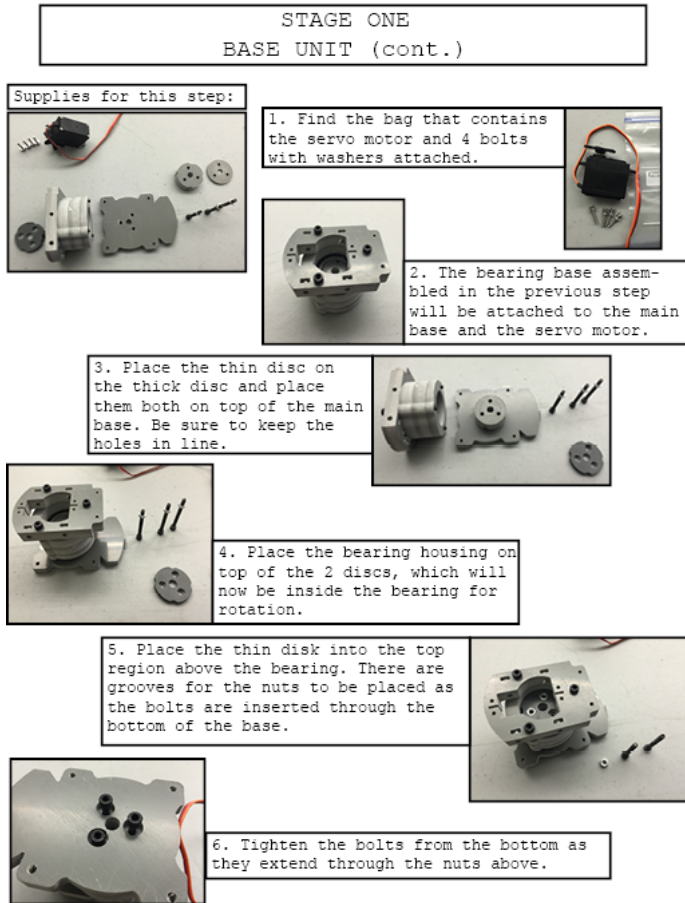 STAGE ONE
BASE UNIT (cont.)
Supplies for this step:
1. Find the bag that contains
the servo motor and 4 bolts
with washers attached.
2. The bearing base assem-
bled in the previous step
will be attached to the main
base and the servo motor.
3. Place the thin disc on
the thick disc and place
them both on top of the main
base. Be sure to keep the
holes in line.
4. Place the bearing housing on
top of the 2 discs, which will
now be inside the bearing for
rotation.
5. Place the thin disk into the top
region above the bearing. There are
grooves for the nuts to be placed as
the bolts are inserted through the
bottom of the base.
6. Tighten the bolts from the bottom as
they extend through the nuts above.